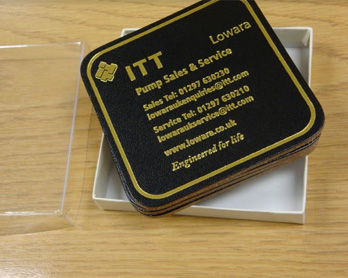 ITT
Lowara
Pump Sales & Service
Sales Tel: 01297 630230
lowaraukenquiries@itt.com
Service Tel: 01297 630210
lowaraukservice@itt.com
www.lowara.co.uk
Engineered for life